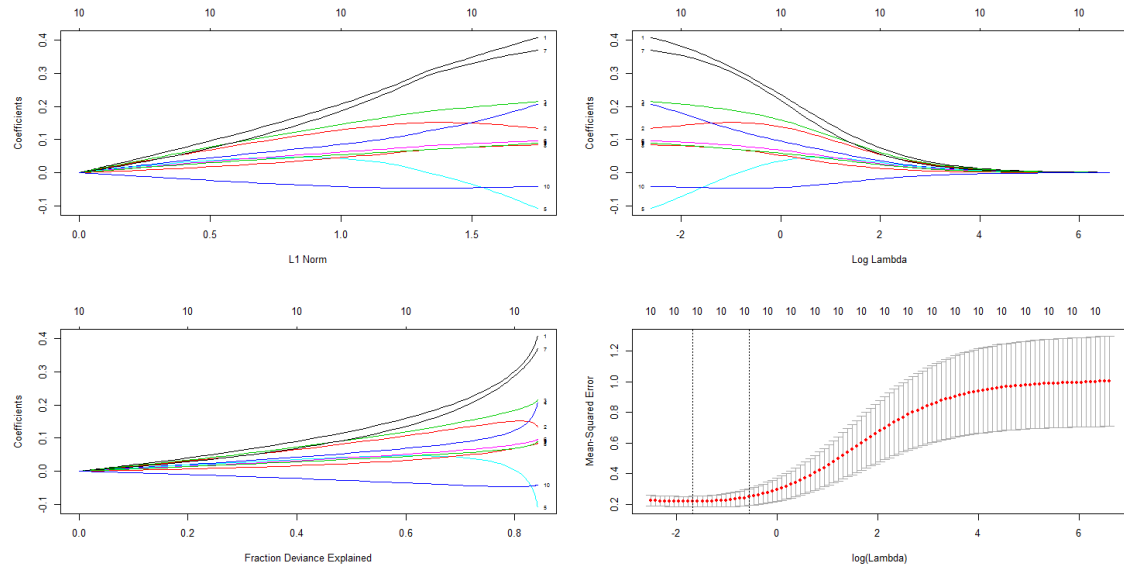 10 10 10 10
Coefficients
0.4
0.3
0.2
0.1
0.0
-0.1
1
7
2
10
0.0 0.5 1.0 1.5
L1 Norm
10 10 10 10 10
Coefficients
0.4
0.3
0.2
0.1
0.0
-0.1
1
7
2
10
-2 0 2 4 6
Log Lambda
10 10 10 10 10
Coefficients
0.4
0.3
0.2
0.1
0.0
-0.1
1
7
4
2
10
0.0 0.2 0.4 0.6 0.8
Fraction Deviance Explained
10 10 10 10 10 10 10 10 10 10 10 10 10 10 10 10 10 10 10 10
Mean-Squared Error
1.2
1.0
0.8
0.6
0.4
0.2
-2 0 2 4 6
log(Lambda)